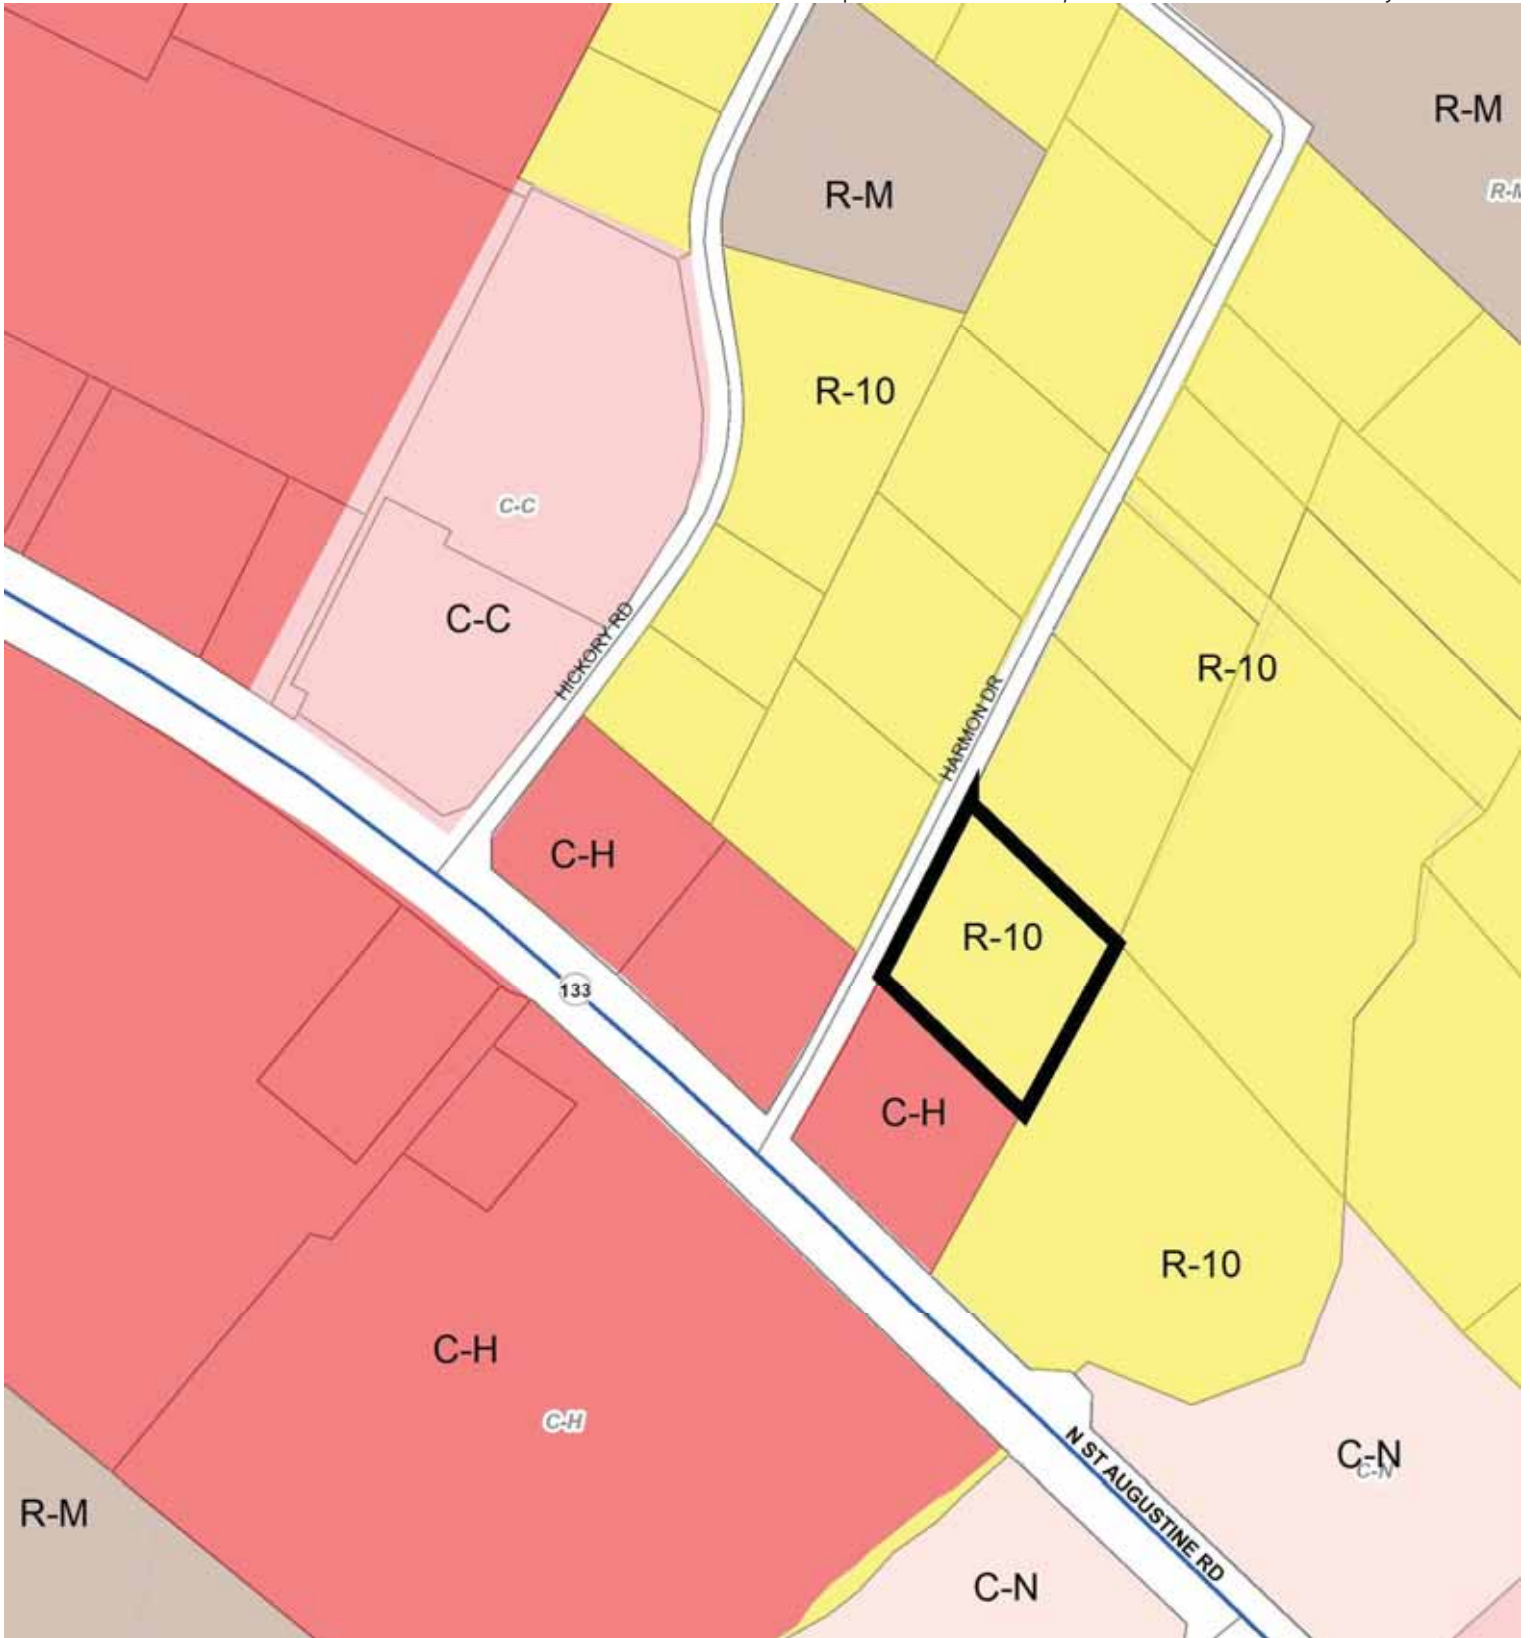 R-M
R-M
R-M
R-10
C-C
C-C
HICKORY RD
R-10
HARMON DR
C-H
R-10
133
C-H
R-10
C-H
C-H
N ST AUGUSTINE RD
C-N
C-N
R-M
C-N